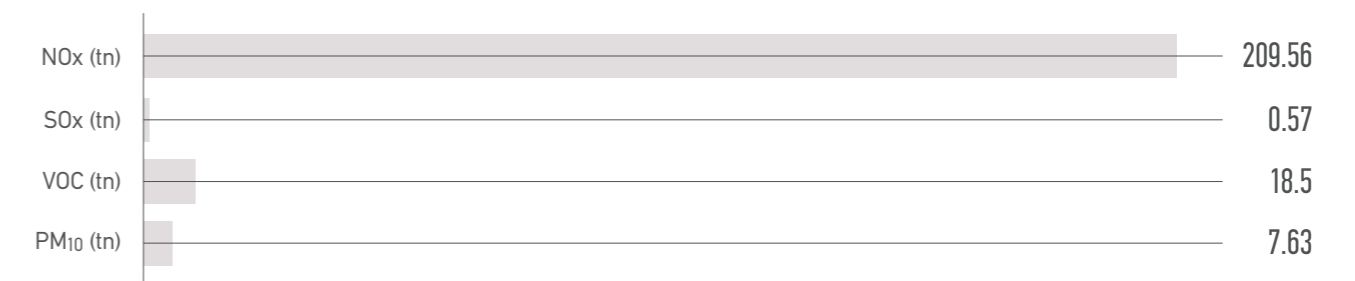 NOx (tn) 209.56
SOx (tn) 0.57
VOC (tn) 18.5
PM10 (tn) 7.63